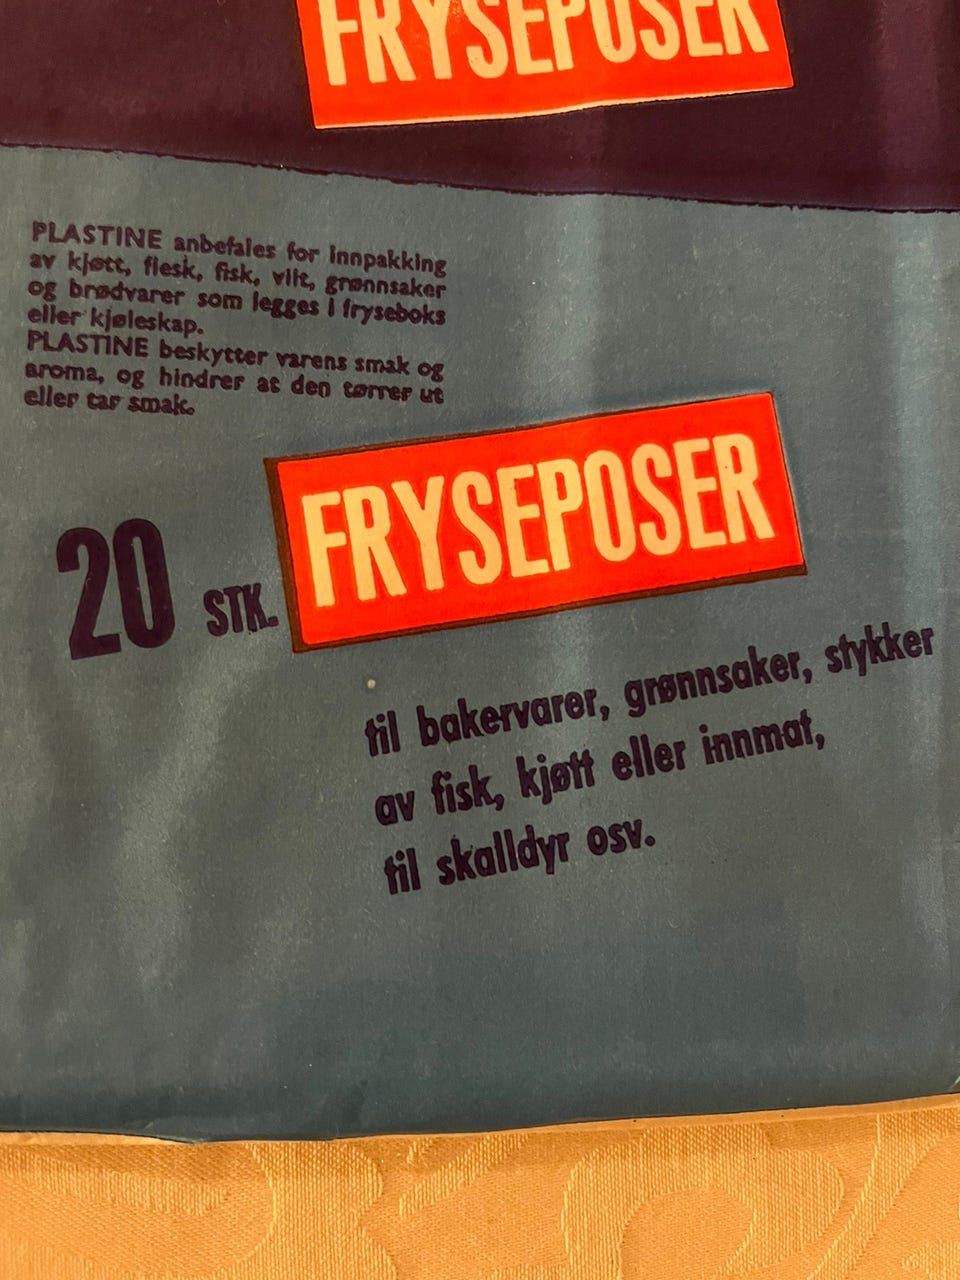 FRYSEPOSER
PLASTINE anbefales for innpakking
av kjøtt, flesk, fisk, vilt, grønnsaker
og brødvarer som legges i fryseboks
eller kjøleskap.
PLASTINE beskytter varens smak og
aroma, og hindrer at den tørrer ut
eller tar smak.
20 STK. FRYSEPOSER
til bakervarer, grønnsaker, stykker
av fisk, kjøtt eller innmat,
til skalldyr osv.